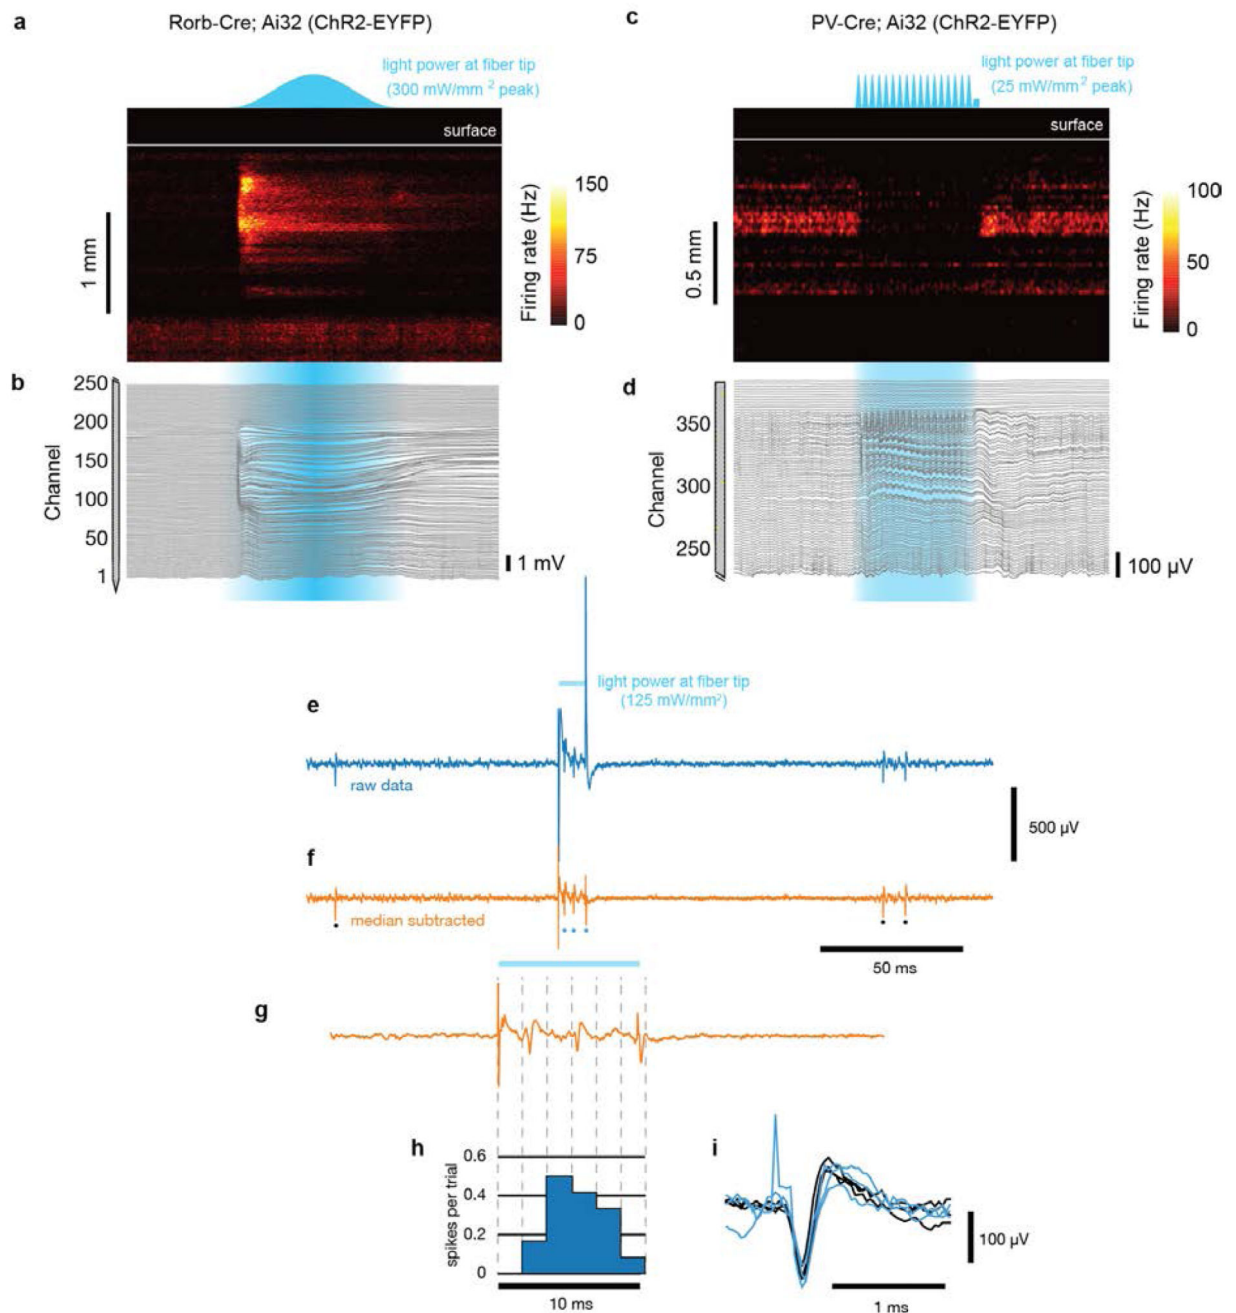 a
Rorb-Cre; Ai32 (ChR2-EYFP)
light power at fiber tip
(300 mW/mm 2 peak)
surface
1 mm
Firing rate (Hz)
150
75
0
b
250
200
150
100
50
1
Channel
1 mV
c
PV-Cre; Ai32 (ChR2-EYFP)
light power at fiber tip
(25 mW/mm 2 peak)
surface
0.5 mm
Firing rate (Hz)
100
50
0
d
350
300
250
Channel
100 µV
e
light power at fiber tip
(125 mW/mm²)
raw data
500 µV
f
median subtracted
50 ms
g
h
0.6
0.4
0.2
0
spikes per trial
10 ms
i
100 µV
1 ms